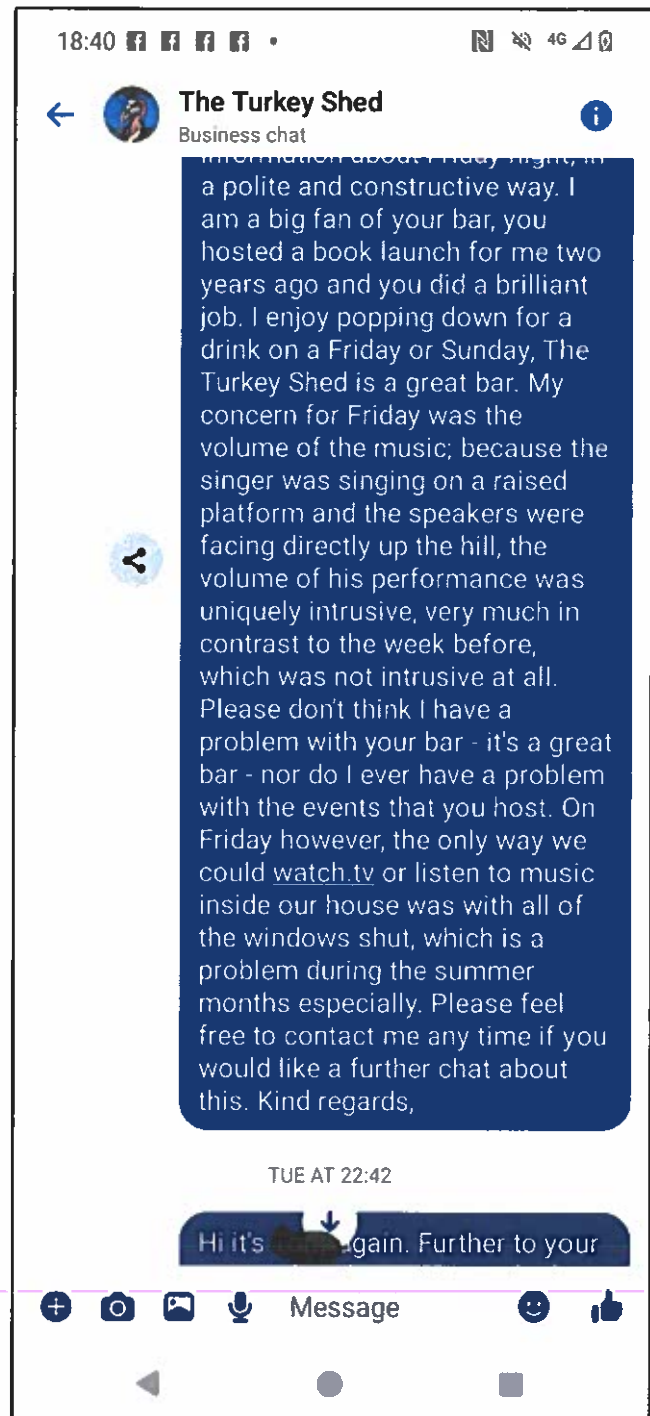 18:40
4G
The Turkey Shed
Business chat
information about Friday night, in
a polite and constructive way. I
am a big fan of your bar, you
hosted a book launch for me two
years ago and you did a brilliant
job. I enjoy popping down for a
drink on a Friday or Sunday, The
Turkey Shed is a great bar. My
concern for Friday was the
volume of the music; because the
singer was singing on a raised
platform and the speakers were
facing directly up the hill, the
volume of his performance was
uniquely intrusive, very much in
contrast to the week before,
which was not intrusive at all.
Please don't think I have a
problem with your bar - it's a great
bar - nor do I ever have a problem
with the events that you host. On
Friday however, the only way we
could watch.tv or listen to music
inside our house was with all of
the windows shut, which is a
problem during the summer
months especially. Please feel
free to contact me any time if you
would like a further chat about
this. Kind regards,
TUE AT 22:42
Hi it's gain. Further to your
Message